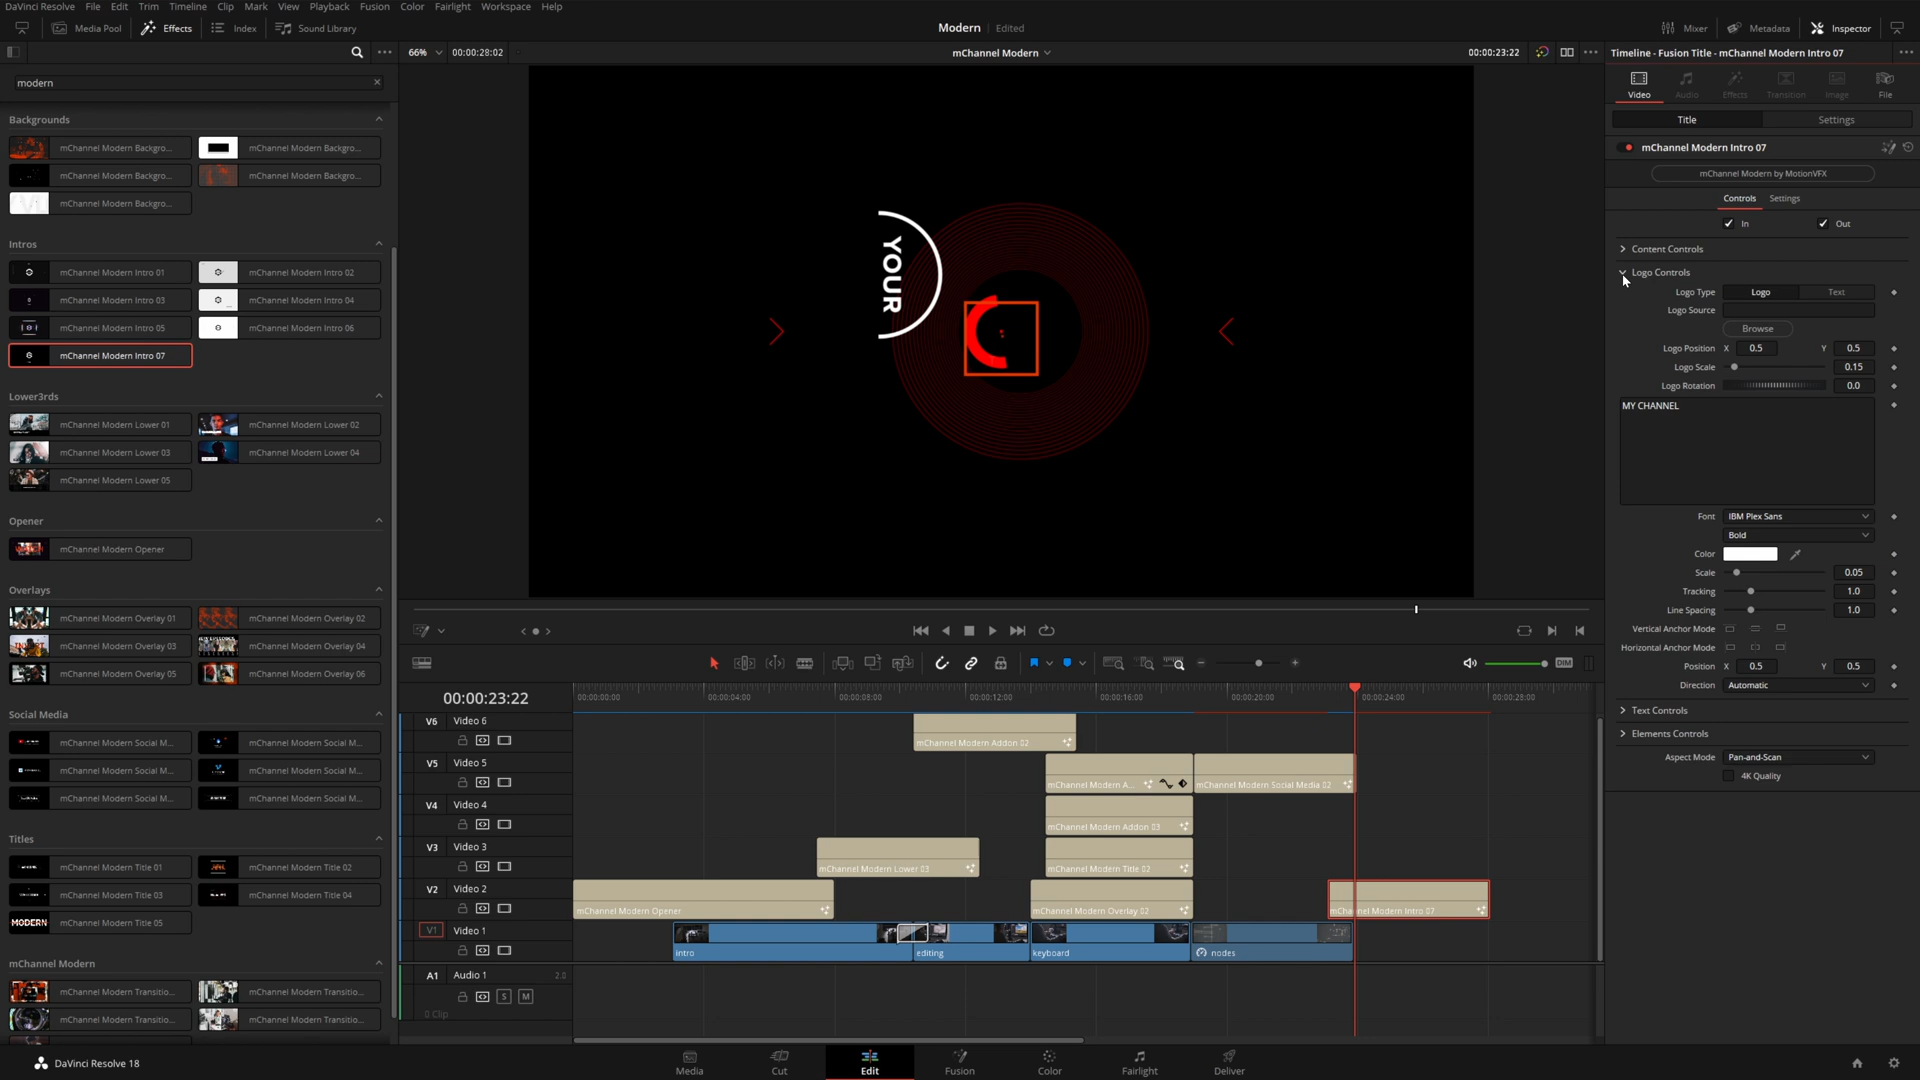 DaVinci Resolve File Edit Trim Timeline Clip Mark View Playback Fusion Color Fairlight Workspace Help
Media Pool Effects Index Sound Library Modern Edited Mixer Metadata Inspector
66% 00:00:28:02 mChannel Modern 00:00:23:22 Timeline - Fusion Title - mChannel Modern Intro 07
modern
Video Audio Effects Transition Image File
Title Settings
Backgrounds
mChannel Modern Backgro... mChannel Modern Backgro...
mChannel Modern Backgro... mChannel Modern Backgro...
mChannel Modern Backgro...
Intros
mChannel Modern Intro 01 mChannel Modern Intro 02
mChannel Modern Intro 03 mChannel Modern Intro 04
mChannel Modern Intro 05 mChannel Modern Intro 06
mChannel Modern Intro 07
Lower3rds
mChannel Modern Lower 01 mChannel Modern Lower 02
mChannel Modern Lower 03 mChannel Modern Lower 04
mChannel Modern Lower 05
Opener
mChannel Modern Opener
Overlays
mChannel Modern Overlay 01 mChannel Modern Overlay 02
mChannel Modern Overlay 03 mChannel Modern Overlay 04
mChannel Modern Overlay 05 mChannel Modern Overlay 06
Social Media
mChannel Modern Social M... mChannel Modern Social M...
mChannel Modern Social M... mChannel Modern Social M...
mChannel Modern Social M... mChannel Modern Social M...
Titles
mChannel Modern Title 01 mChannel Modern Title 02
mChannel Modern Title 03 mChannel Modern Title 04
MODERN mChannel Modern Title 05
mChannel Modern
mChannel Modern Transitio... mChannel Modern Transitio...
mChannel Modern Transitio... mChannel Modern Transitio...
YOUR
mChannel Modern Intro 07
mChannel Modern by MotionVFX
Controls Settings
In Out
Content Controls
Logo Controls
Logo Type Logo Text
Logo Source
Browse
Logo Position X 0.5 Y 0.5
Logo Scale 0.15
Logo Rotation 0.0
MY CHANNEL
Font IBM Plex Sans
Bold
Color
Scale 0.05
Tracking 1.0
Line Spacing 1.0
Vertical Anchor Mode
Horizontal Anchor Mode
Position X 0.5 Y 0.5
Direction Automatic
Text Controls
Elements Controls
Aspect Mode Pan-and-Scan
4K Quality
DIM
00:00:23:22 00:00:00:00 00:00:04:00 00:00:08:00 00:00:12:00 00:00:16:00 00:00:20:00 00:00:24:00 00:00:28:00
V6 Video 6
mChannel Modern Addon 02
V5 Video 5
mChannel Modern A... mChannel Modern Social Media 02
V4 Video 4
mChannel Modern Addon 03
V3 Video 3
mChannel Modern Lower 03 mChannel Modern Title 02
V2 Video 2
mChannel Modern Opener mChannel Modern Overlay 02 mChannel Modern Intro 07
V1 Video 1
intro editing keyboard nodes
A1 Audio 1 2.0
S M
0 Clip
DaVinci Resolve 18 Media Cut Edit Fusion Color Fairlight Deliver